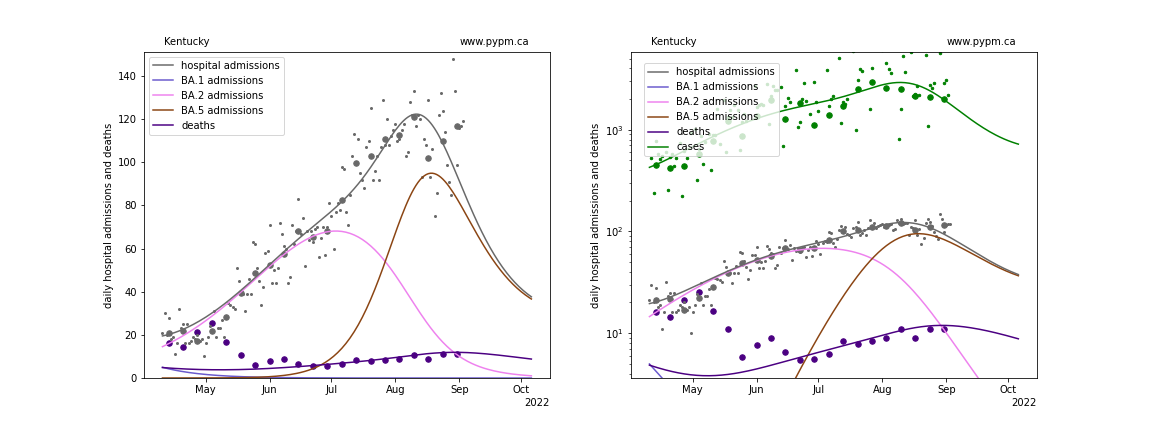 Kentucky
www.pypm.ca
daily hospital admissions and deaths
140
120
100
80
60
40
20
0
hospital admissions
BA.1 admissions
BA.2 admissions
BA.5 admissions
deaths
May
Jun
Jul
Aug
Sep
Oct
2022
Kentucky
www.pypm.ca
daily hospital admissions and deaths
10³
10²
10¹
hospital admissions
BA.1 admissions
BA.2 admissions
BA.5 admissions
deaths
cases
May
Jun
Jul
Aug
Sep
Oct
2022